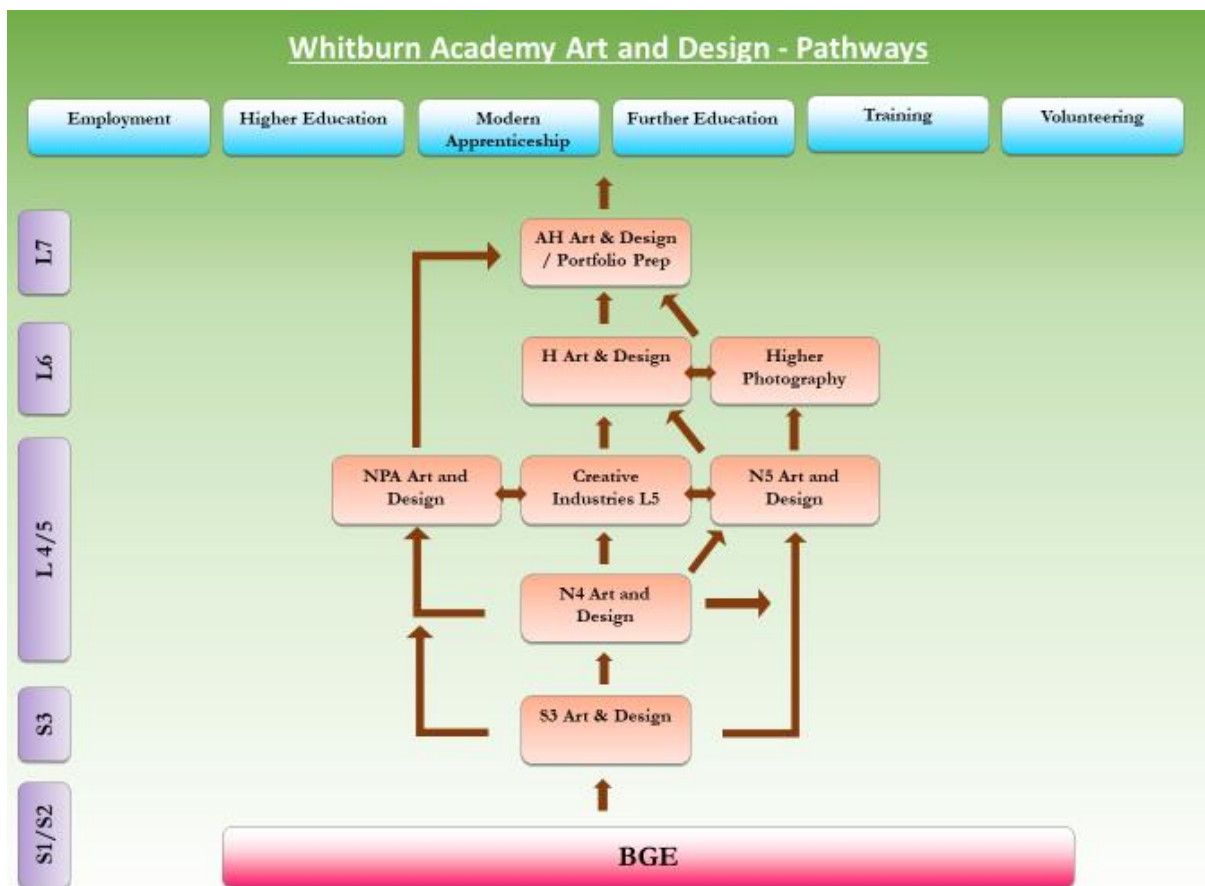 Whitburn Academy Art and Design - Pathways
Employment
Higher Education
Modern
Apprenticeship
Further Education
Training
Volunteering
L7
AH Art & Design
/ Portfolio Prep
L6
H Art & Design
Higher
Photography
L 4/5
NPA Art and
Design
Creative
Industries L5
N5 Art and
Design
N4 Art and
Design
S3
S3 Art & Design
S1/S2
BGE